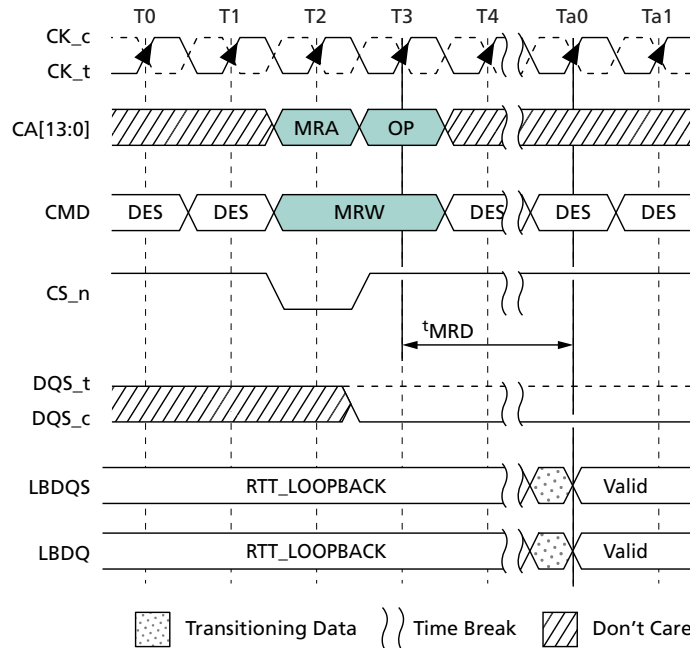 T0 T1 T2 T3 T4 Ta0 Ta1
CK_c
CK_t
CA[13:0] MRA OP
CMD DES DES MRW DES DES DES
CS_n
tMRD
DQS_t
DQS_c
LBDQS RTT_LOOPBACK Valid
LBDQ RTT_LOOPBACK Valid
Transitioning Data Time Break Don't Care